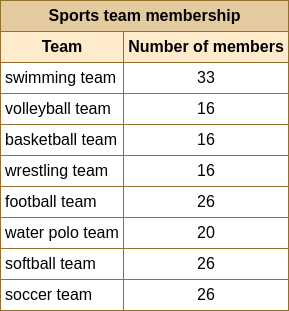 Sports team membership
Team Number of members
swimming team 33
volleyball team 16
basketball team 16
wrestling team 16
football team 26
water polo team 20
softball team 26
soccer team 26